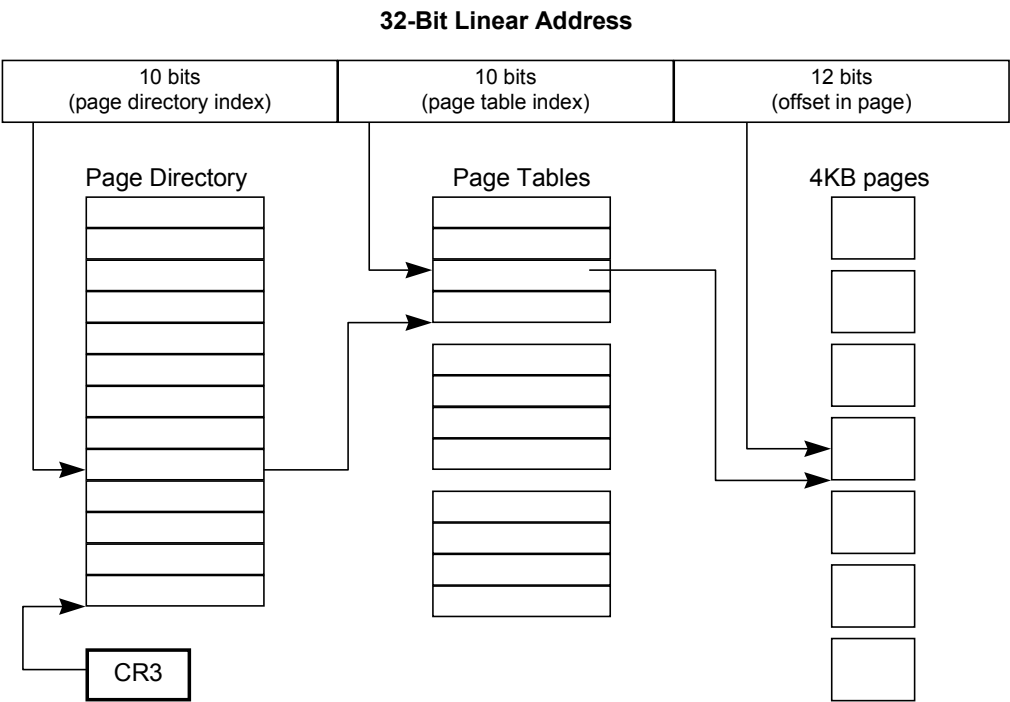 32-Bit Linear Address
10 bits
(page directory index)
10 bits
(page table index)
12 bits
(offset in page)
Page Directory
Page Tables
4KB pages
CR3